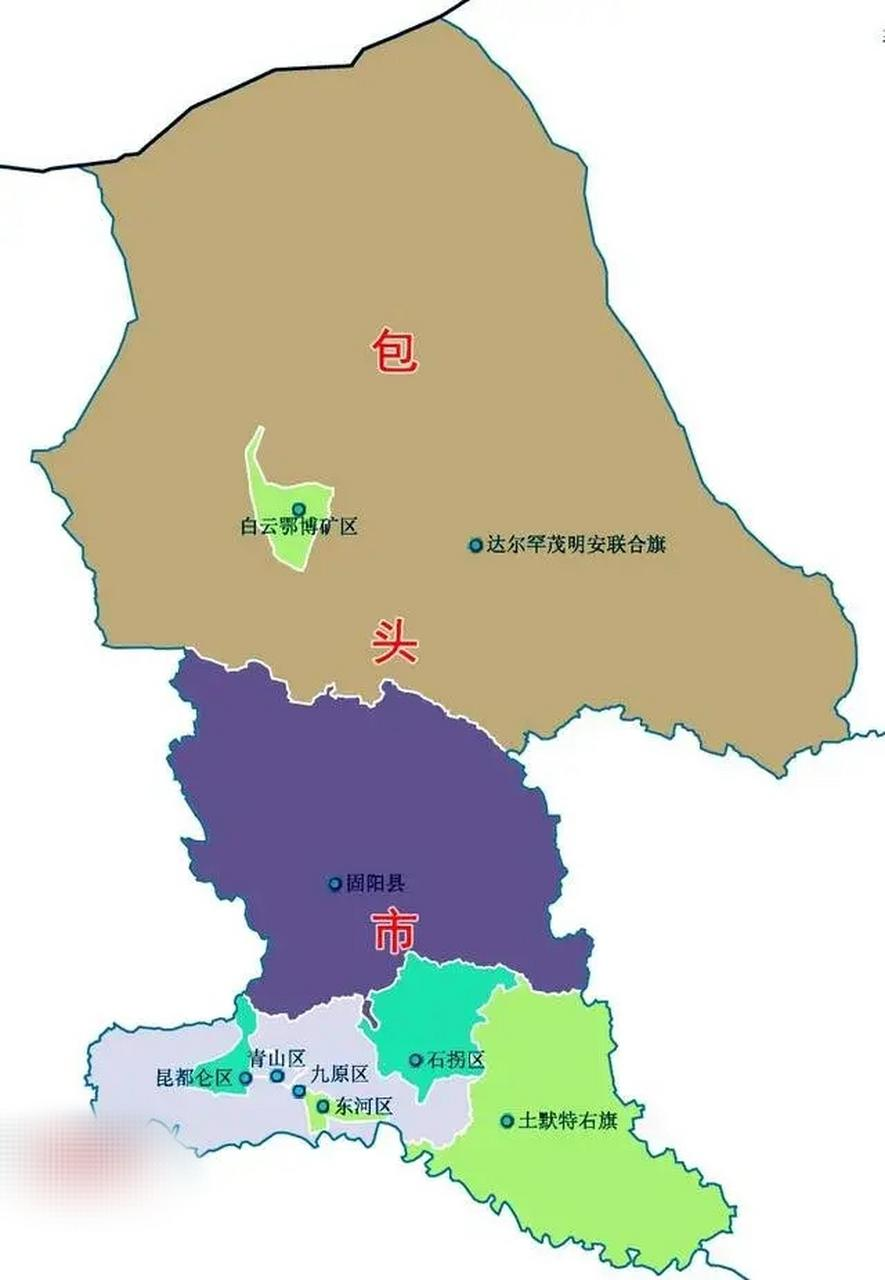 包
白云鄂博矿区
达尔罕茂明安联合旗
头
固阳县
市
青山区
石拐区
昆都仑区
九原区
东河区
土默特右旗